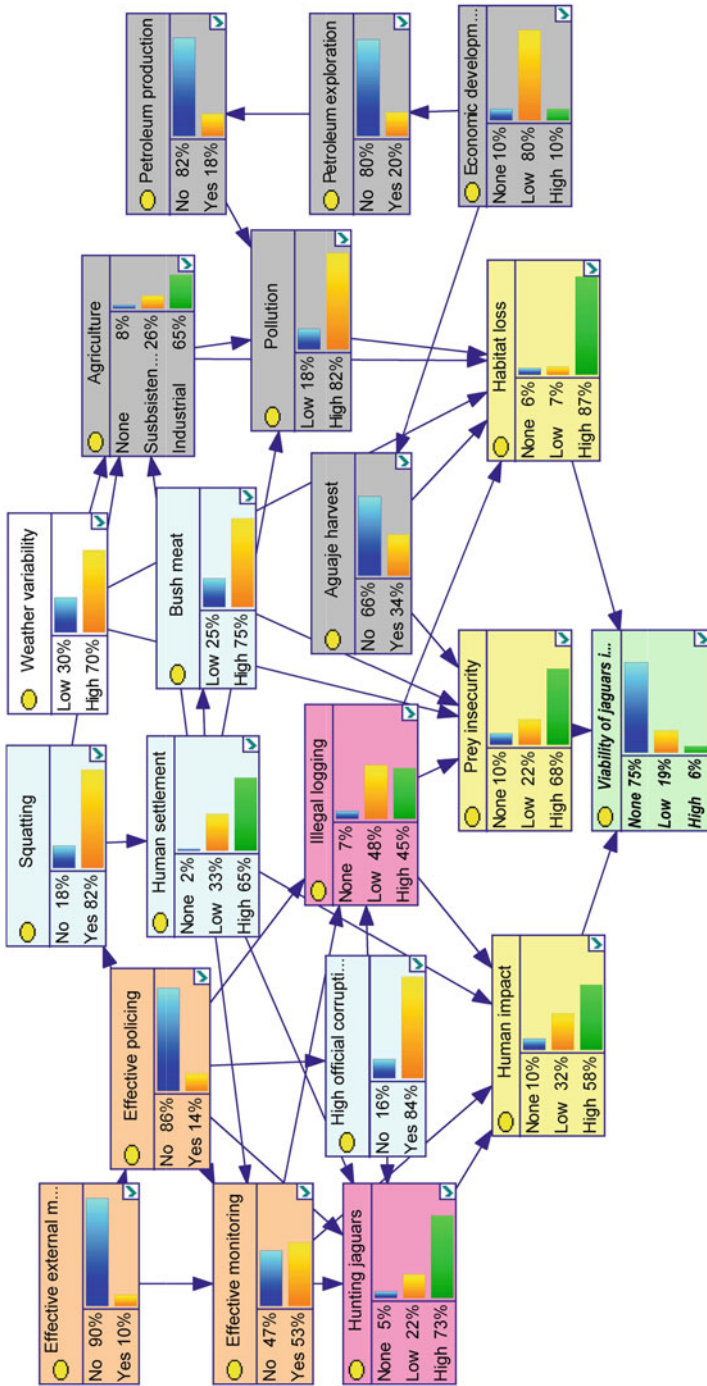 Effective external m...
No 90%
Yes 10%
Effective policing
No 86%
Yes 14%
Squatting
No 18%
Yes 82%
Weather variability
Low 30%
High 70%
Agriculture
None 8%
Susbsisten... 26%
Industrial 65%
Petroleum production
No 82%
Yes 18%
Effective monitoring
No 47%
Yes 53%
Human settlement
None 2%
Low 33%
High 65%
Bush meat
Low 25%
High 75%
Pollution
Low 18%
High 82%
Petroleum exploration
No 80%
Yes 20%
Hunting jaguars
None 5%
Low 22%
High 73%
High official corrupti...
No 16%
Yes 84%
Illegal logging
None 7%
Low 48%
High 45%
Aguaje harvest
No 66%
Yes 34%
Economic developm...
None 10%
Low 80%
High 10%
Human impact
None 10%
Low 32%
High 58%
Prey insecurity
None 10%
Low 22%
High 68%
Habitat loss
None 6%
Low 7%
High 87%
Viability of jaguars i...
None 75%
Low 19%
High 6%